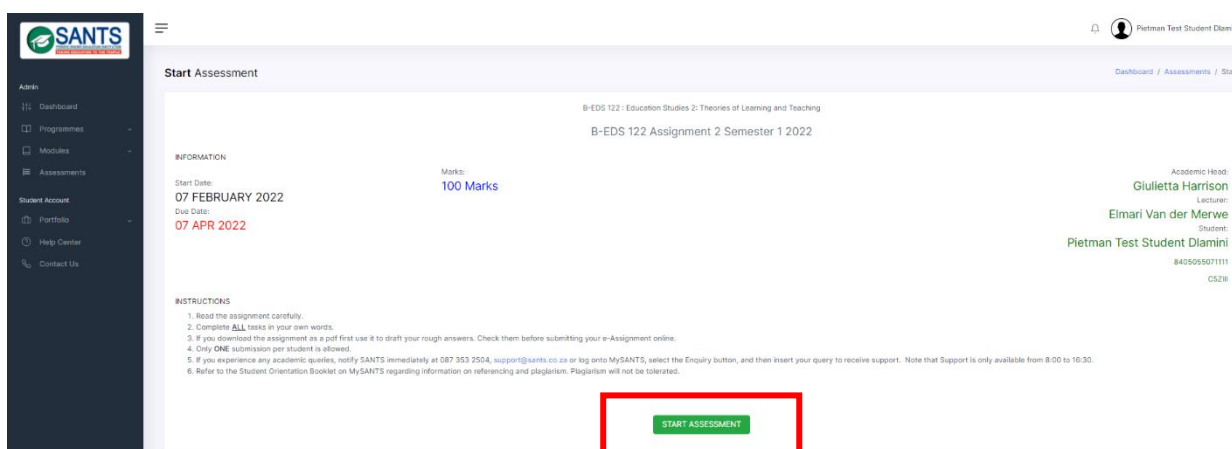 SANTS
Pietman Test Student Dlami
Start Assessment
Dashboard / Assessments / Sta
Admin
Dashboard
Programmes
Modules
Assessments
Student Account
Portfolio
Help Center
Contact Us
B-EDS 122 : Education Studies 2: Theories of Learning and Teaching
B-EDS 122 Assignment 2 Semester 1 2022
INFORMATION
Start Date:
07 FEBRUARY 2022
Due Date:
07 APR 2022
Marks:
100 Marks
Academic Head:
Giulietta Harrison
Lecturer:
Elmari Van der Merwe
Student:
Pietman Test Student Dlamini
8405055071111
C5ZIII
INSTRUCTIONS
1. Read the assignment carefully.
2. Complete ALL tasks in your own words.
3. If you download the assignment as a pdf first use it to draft your rough answers. Check them before submitting your e-Assignment online.
4. Only ONE submission per student is allowed.
5. If you experience any academic queries, notify SANTS immediately at 087 353 2504, support@sants.co.za or log onto MySANTS, select the Enquiry button, and then insert your query to receive support. Note that Support is only available from 8:00 to 16:30.
6. Refer to the Student Orientation Booklet on MySANTS regarding information on referencing and plagiarism. Plagiarism will not be tolerated.
START ASSESSMENT